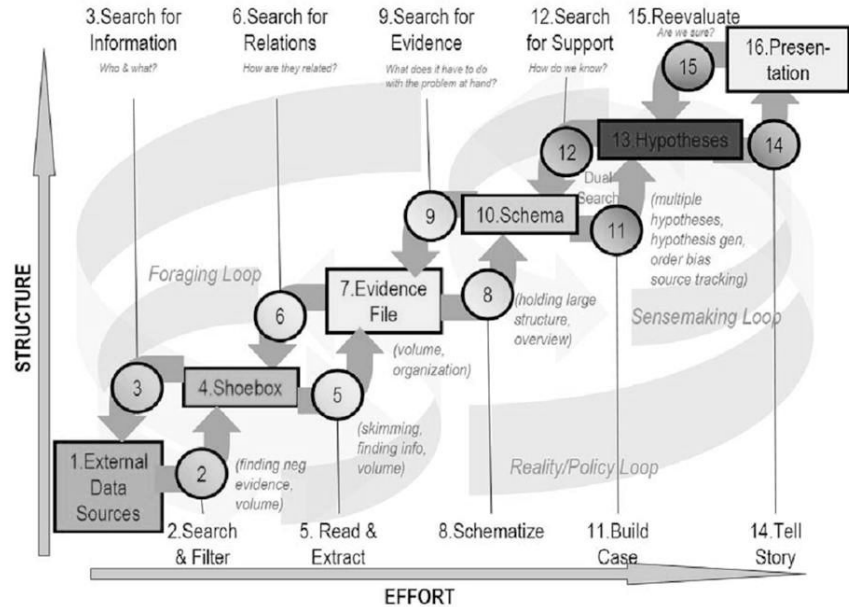 3.Search for
Information
Who & what?
6.Search for
Relations
How are they related?
9.Search for
Evidence
What does it have to do
with the problem at hand?
12.Search
for Support
How do we know?
15.Reevaluate
Are we sure?
16.Presen-
tation
15
13.Hypotheses
14
12
Dual
Search
10.Schema
9
11
(multiple
hypotheses,
hypothesis gen,
order bias
source tracking)
Foraging Loop
7.Evidence
File
8
(holding large
structure,
overview)
Sensemaking Loop
6
(volume,
organization)
3
4.Shoebox
5
(skimming,
finding info,
volume)
1.External
Data
Sources
2
(finding neg
evidence,
volume)
Reality/Policy Loop
2.Search
& Filter
5. Read &
Extract
8.Schematize
11.Build
Case
14.Tell
Story
STRUCTURE
EFFORT